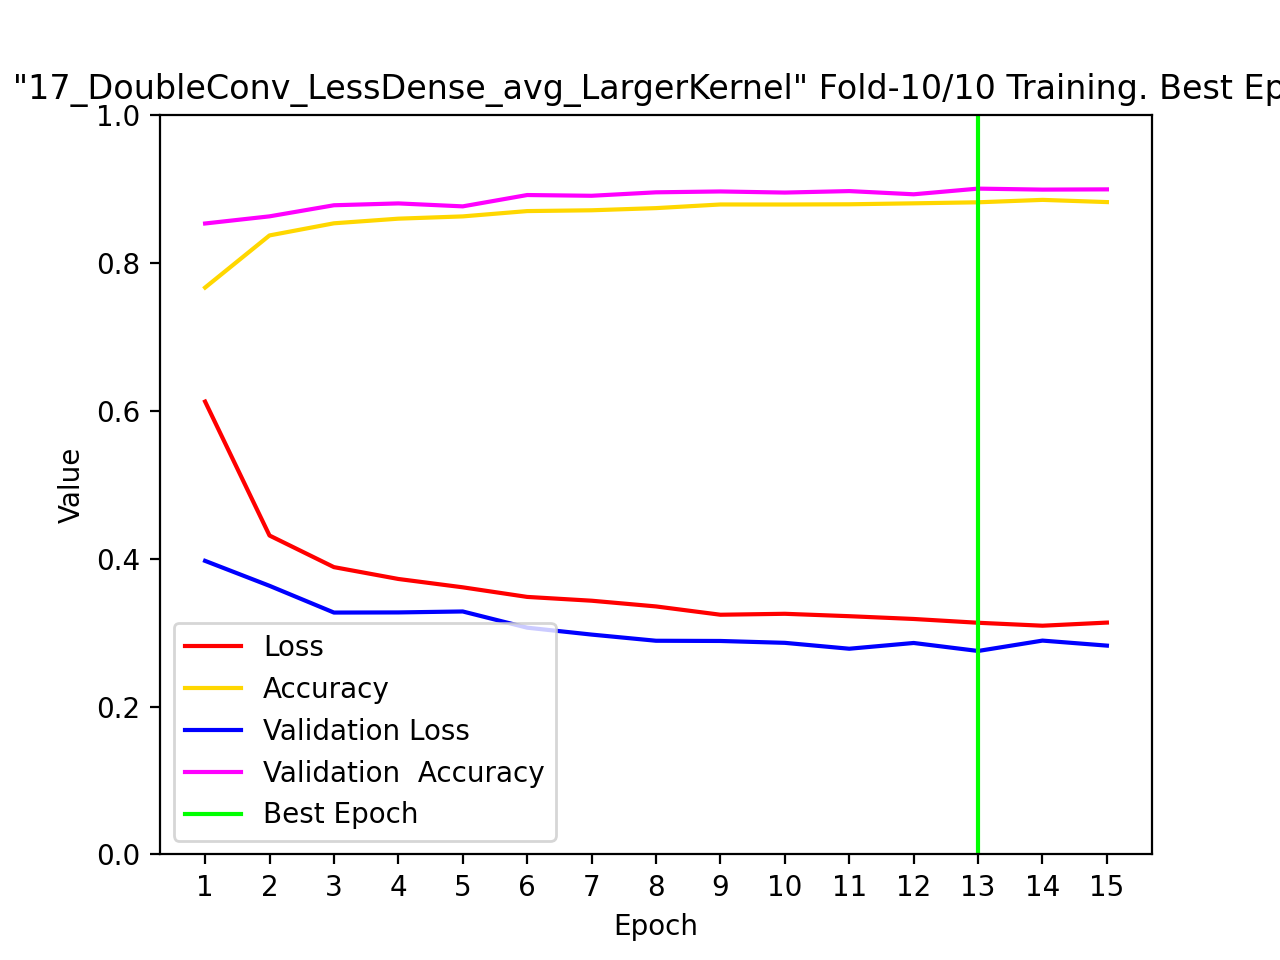 "17_DoubleConv_LessDense_avg_LargerKernel" Fold-10/10 Training. Best Ep
1.0
0.8
0.6
0.4
0.2
0.0
Value
Loss
Accuracy
Validation Loss
Validation  Accuracy
Best Epoch
1 2 3 4 5 6 7 8 9 10 11 12 13 14 15
Epoch